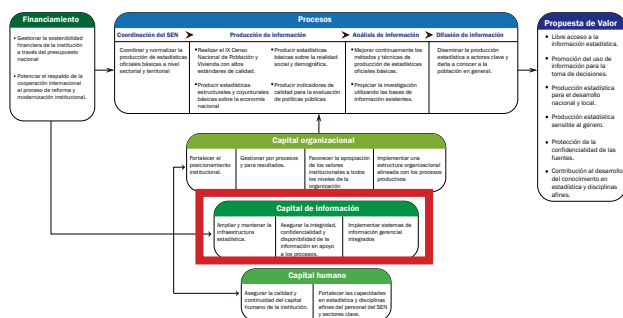 Financiamiento
• Gestionar la sostenibilidad
financiera de la institución
a través del presupuesto
nacional
• Potenciar el respaldo de la
cooperación internacional
al proceso de reforma y
modernización institucional.
Procesos
Coordinación del SEN
Producción de información
Análisis de información
Difusión de información
Coordinar y normalizar la
producción de estadísticas
oficiales básicas a nivel
sectorial y territorial
• Realizar el IX Censo
Nacional de Población y
Vivienda con altos
estándares de calidad.
• Producir estadísticas
estructurales y coyunturales
básicas sobre la economía
nacional
• Producir estadísticas
básicas sobre la realidad
social y demográfica.
• Producir indicadores de
calidad para la evaluación
de políticas públicas
• Mejorar continuamente los
métodos y técnicas de
producción de estadísticas
oficiales básicas.
• Propiciar la investigación
utilizando las bases de
información existentes.
Diseminar la producción
estadística a actores clave y
darla a conocer a la
población en general.
Propuesta de Valor
• Libre acceso a la
información estadística.
• Promoción del uso de
información para la
toma de decisiones.
• Producción estadística
para el desarrollo
nacional y local.
• Producción estadística
sensible al género.
• Protección de la
confidencialidad de las
fuentes.
• Contribución al desarrollo
del conocimiento en
estadística y disciplinas
afines.
Capital organizacional
Fortalecer el
posicionamiento
institucional.
Gestionar por procesos
y para resultados.
Favorecer la apropiación
de los valores
institucionales a todos
los niveles de la
organización
Implementar una
estructura organizacional
alineada con los procesos
productivos
Capital de información
Ampliar y mantener la
infraestructura
estadística.
Asegurar la integridad,
confidencialidad y
disponibilidad de la
información en apoyo
a los procesos.
Implementar sistemas de
información gerencial
integrados
Capital humano
Asegurar la calidad y
continuidad del capital
humano de la institución.
Fortalecer las capacidades
en estadística y disciplinas
afines del personal del SEN
y sectores clave.